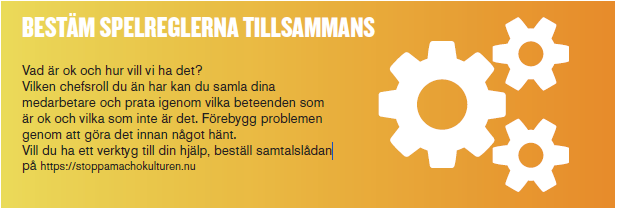 BESTÄM SPELREGLERNA TILLSAMMANS
Vad är ok och hur vill vi ha det?
Vilken chefsroll du än har kan du samla dina
medarbetare och prata igenom vilka beteenden som
är ok och vilka som inte är det. Förebygg problemen
genom att göra det innan något hänt.
Vill du ha ett verktyg till din hjälp, beställ samtalslådan
på https://stoppamachokulturen.nu